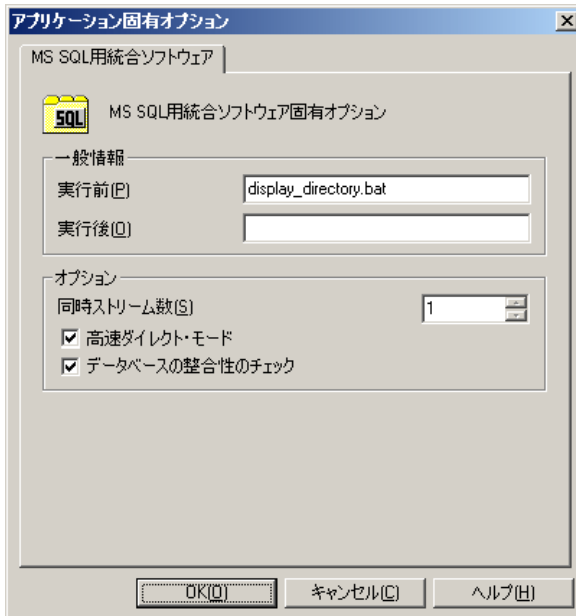 アプリケーション固有オプション
MS SQL用統合ソフトウェア
SQL
MS SQL用統合ソフトウェア固有オプション
一般情報
実行前(P)
display_directory.bat
実行後(O)
オプション
同時ストリーム数(S)
1
高速ダイレクト・モード
データベースの整合性のチェック
OK(O)
キャンセル(C)
ヘルプ(H)